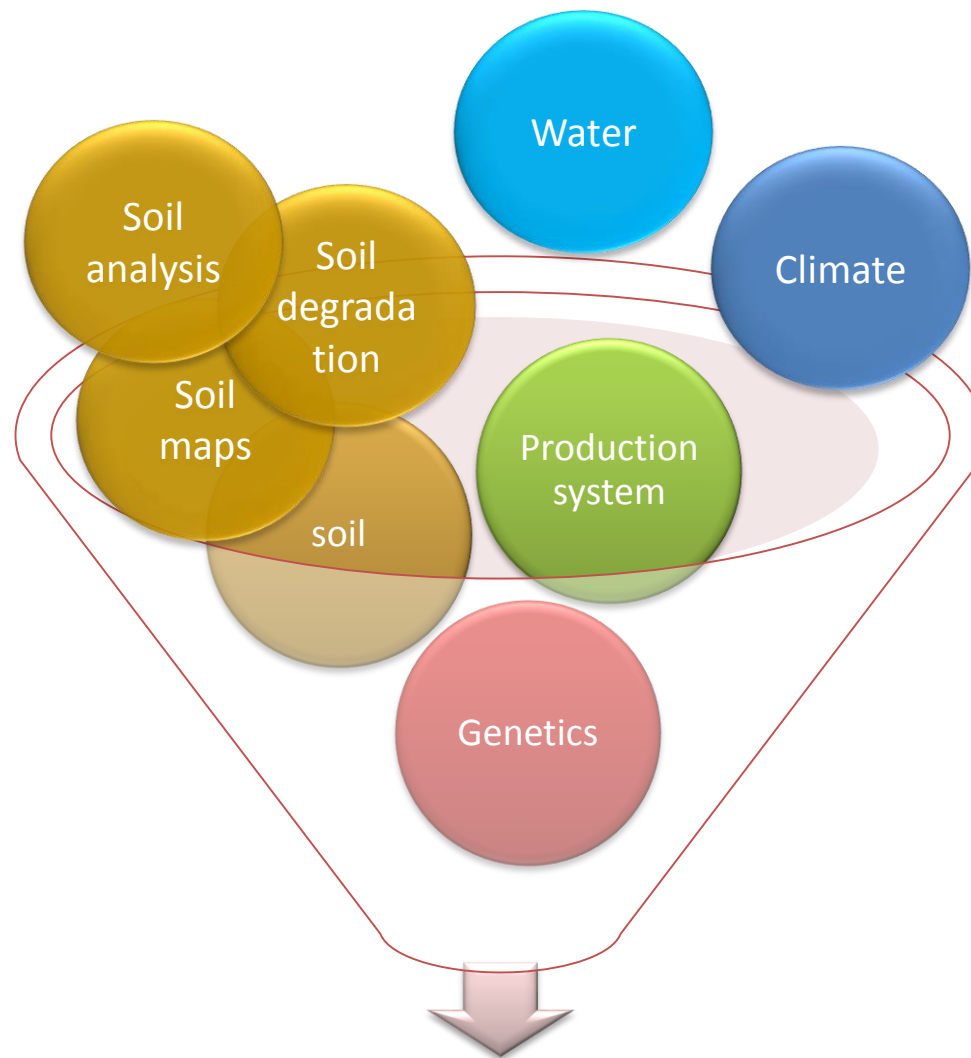 Water
Soil
analysis
Soil
degrada
tion
Climate
Soil
maps
Production
system
soil
Genetics